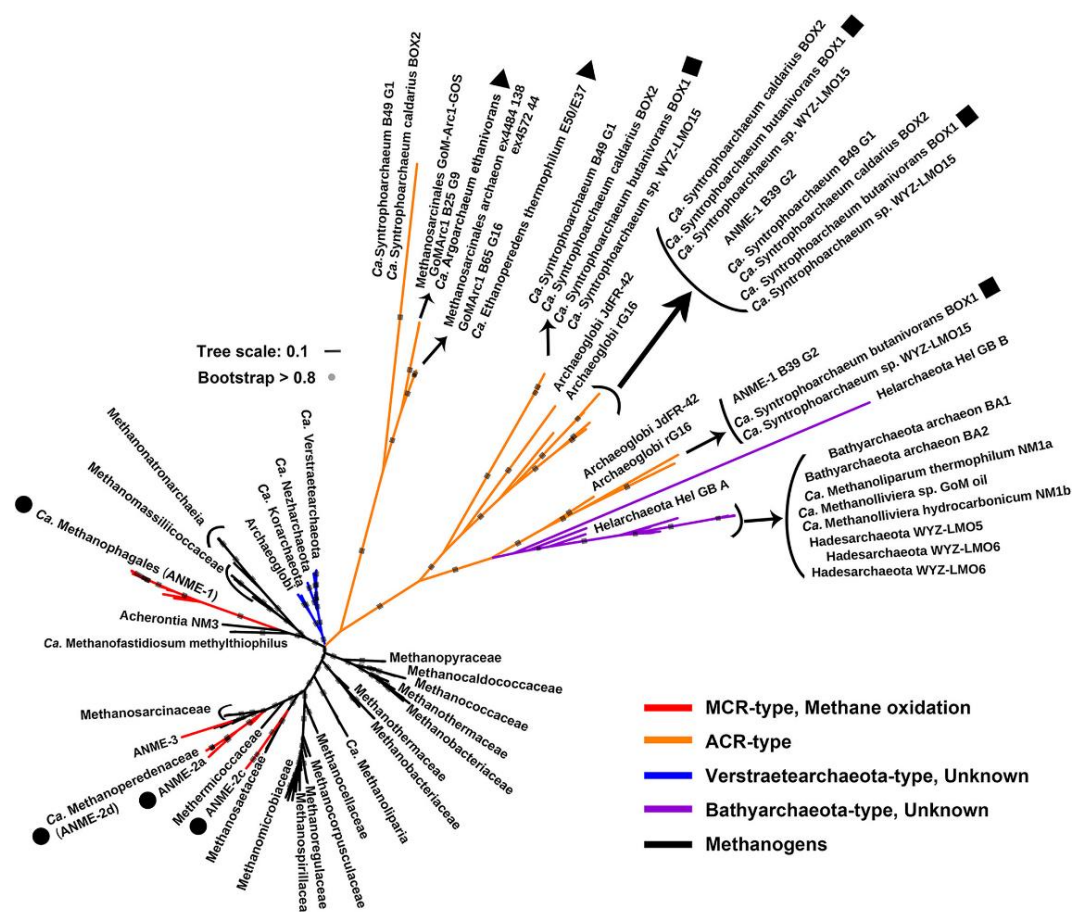 Ca.Syntrophoarchaeum B49 G1
Ca. Syntrophoarchaeum caldarius BOX2
Methanosarcinales GoM-Arc1-GOS
GoMArc1 B25 G9
Ca. Argoarchaeum ethanivorans
Methanosarcinales archaeon ex4484 138
ex4572 44
GoMArc1 B65 G16
Ca. Ethanoperedens thermophilum E50/E37
Ca. Syntrophoarchaeum B49 G1
Ca. Syntrophoarchaeum caldarius BOX2
Ca. Syntrophoarchaeum butanivorans BOX1
Ca. Syntrophoarchaeum sp. WYZ-LMO15
Archaeoglobi JdFR-42
Archaeoglobi rG16
Ca. Syntrophoarchaeum caldarius BOX2
Ca. Syntrophoarchaeum butanivorans BOX1
Ca. Syntrophoarchaeum sp. WYZ-LMO15
ANME-1 B39 G2
Ca. Syntrophoarchaeum B49 G1
Ca. Syntrophoarchaeum caldarius BOX2
Ca. Syntrophoarchaeum butanivorans BOX1
Ca. Syntrophoarchaeum sp. WYZ-LMO15
Archaeoglobi JdFR-42
Archaeoglobi rG16
ANME-1 B39 G2
Ca. Syntrophoarchaeum butanivorans BOX1
Ca. Syntrophoarchaeum sp. WYZ-LMO15
Helarchaeota Hel GB B
Helarchaeota Hel GB A
Bathyarchaeota archaeon BA1
Bathyarchaeota archaeon BA2
Ca. Methanoliparum thermophilum NM1a
Ca. Methanolliviera sp. GoM oil
Ca. Methanolliviera hydrocarbonicum NM1b
Hadesarchaeota WYZ-LMO5
Hadesarchaeota WYZ-LMO6
Hadesarchaeota WYZ-LMO6
Tree scale: 0.1
Bootstrap > 0.8
Ca. Verstraetearchaeota
Ca. Nezharchaeota
Ca. Korarchaeota
Archaeoglobi
Methanonatronarchaeia
Methanomassiliicoccaceae
Ca. Methanophagales (ANME-1)
Acherontia NM3
Ca. Methanofastidiosum methylthiophilus
Methanosarcinaceae
ANME-3
Ca. Methanoperedenaceae
(ANME-2d)
ANME-2a
Methermicoccaceae
ANME-2c
Methanosaetaceae
Methanomicrobiaceae
Methanospirillacea
Methanoregulaceae
Methanocorpusculaceae
Methanocellaceae
Ca. Methanoliparia
Methanobacteriaceae
Methanothermaceae
Methanobacteriaceae
Methanothermaceae
Methanococcaceae
Methanocaldococcaceae
Methanopyraceae
MCR-type, Methane oxidation
ACR-type
Verstraetearchaeota-type, Unknown
Bathyarchaeota-type, Unknown
Methanogens